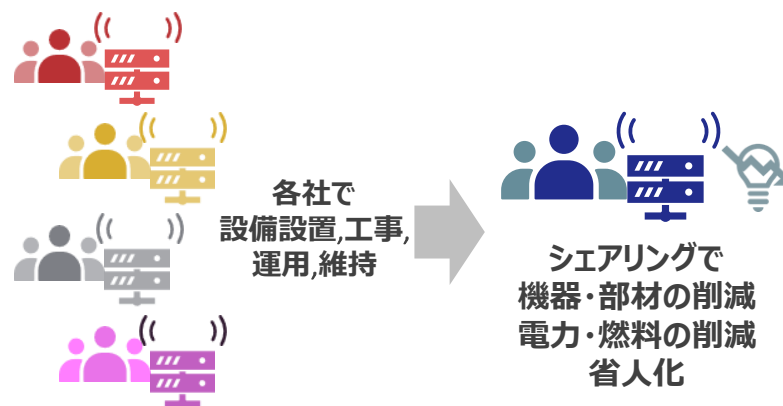 各社で
設備設置,工事,
運用,維持
シェアリングで
機器・部材の削減
電力・燃料の削減
省人化